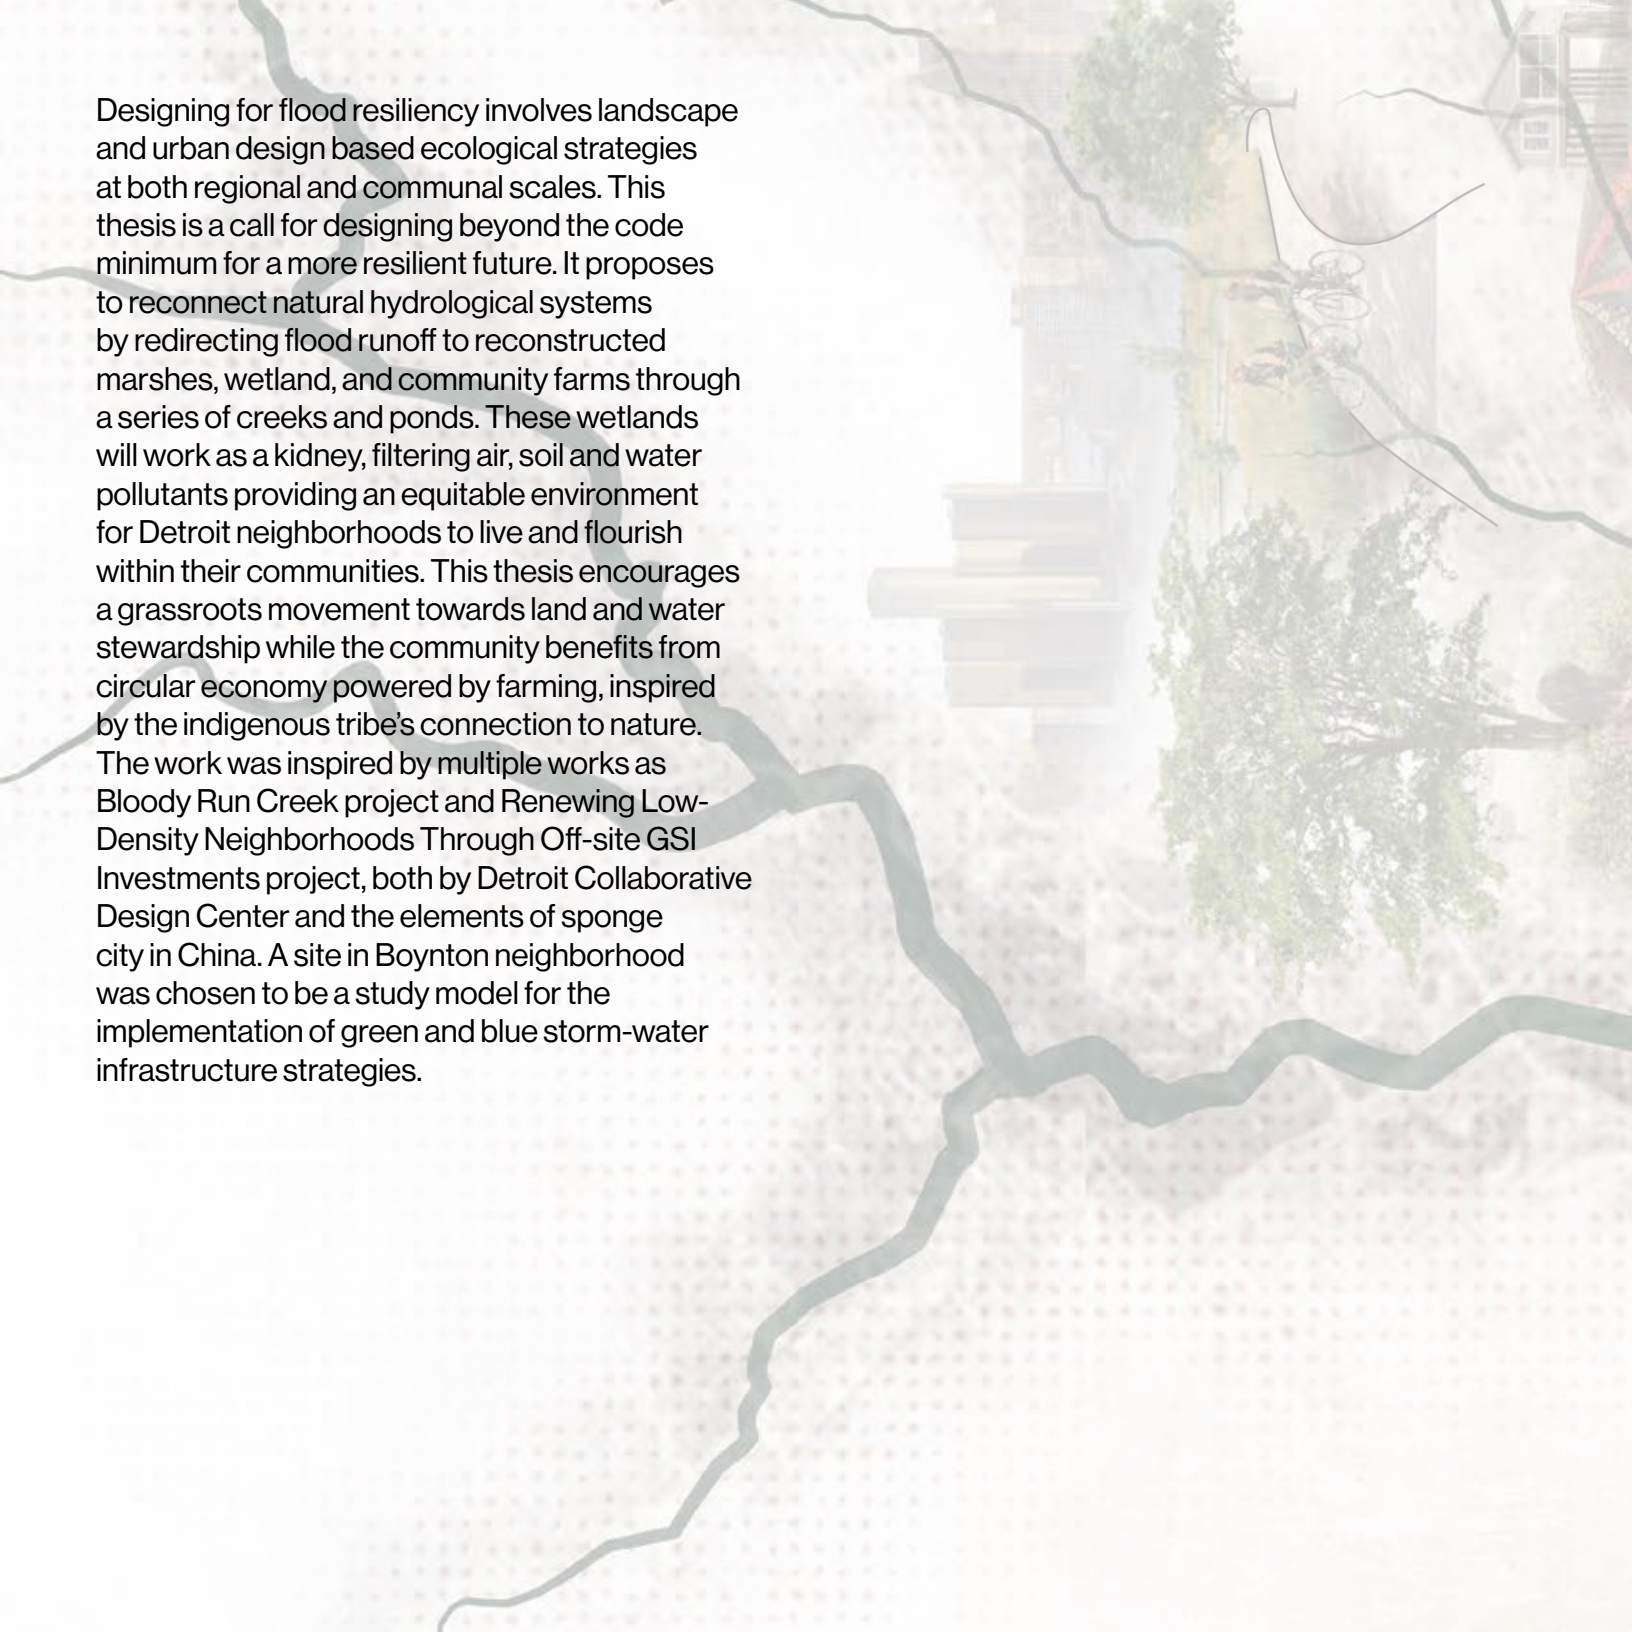 Designing for flood resiliency involves landscape
and urban design based ecological strategies
at both regional and communal scales. This
thesis is a call for designing beyond the code
minimum for a more resilient future. It proposes
to reconnect natural hydrological systems
by redirecting flood runoff to reconstructed
marshes, wetland, and community farms through
a series of creeks and ponds. These wetlands
will work as a kidney, filtering air, soil and water
pollutants providing an equitable environment
for Detroit neighborhoods to live and flourish
within their communities. This thesis encourages
a grassroots movement towards land and water
stewardship while the community benefits from
circular economy powered by farming, inspired
by the indigenous tribe’s connection to nature.
The work was inspired by multiple works as
Bloody Run Creek project and Renewing Low-
Density Neighborhoods Through Off-site GSI
Investments project, both by Detroit Collaborative
Design Center and the elements of sponge
city in China. A site in Boynton neighborhood
was chosen to be a study model for the
implementation of green and blue storm-water
infrastructure strategies.